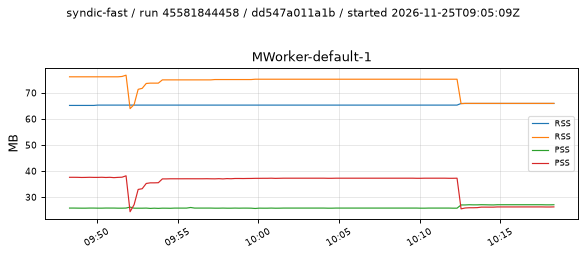 syndic-fast / run 45581844458 / dd547a011a1b / started 2026-11-25T09:05:09Z
MWorker-default-1
MB
70
60
50
40
30
RSS
RSS
PSS
PSS
09:50
09:55
10:00
10:05
10:10
10:15